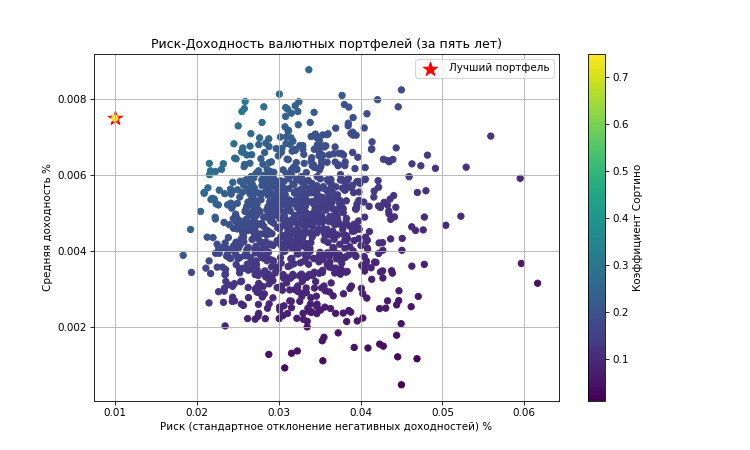 Риск-Доходность валютных портфелей (за пять лет)
Лучший портфель
Средняя доходность %
0.008
0.006
0.004
0.002
0.01 0.02 0.03 0.04 0.05 0.06
Риск (стандартное отклонение негативных доходностей) %
0.7
0.6
0.5
0.4
0.3
0.2
0.1
Коэффициент Сортино